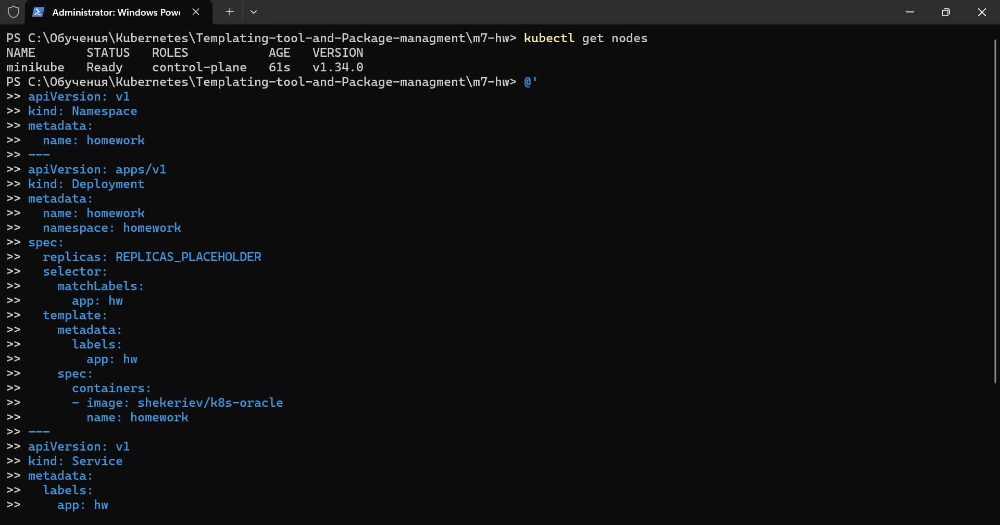 Administrator: Windows Pow
PS C:\Обучения\Kubernetes\Templating-tool-and-Package-managment\m7-hw> kubectl get nodes
NAME       STATUS   ROLES           AGE   VERSION
minikube   Ready    control-plane   61s   v1.34.0
PS C:\Обучения\Kubernetes\Templating-tool-and-Package-managment\m7-hw> @'
>> apiVersion: v1
>> kind: Namespace
>> metadata:
>>   name: homework
>> ---
>> apiVersion: apps/v1
>> kind: Deployment
>> metadata:
>>   name: homework
>>   namespace: homework
>> spec:
>>   replicas: REPLICAS_PLACEHOLDER
>>   selector:
>>     matchLabels:
>>       app: hw
>>   template:
>>     metadata:
>>       labels:
>>         app: hw
>>     spec:
>>       containers:
>>       - image: shekeriev/k8s-oracle
>>         name: homework
>> ---
>> apiVersion: v1
>> kind: Service
>> metadata:
>>   labels:
>>     app: hw